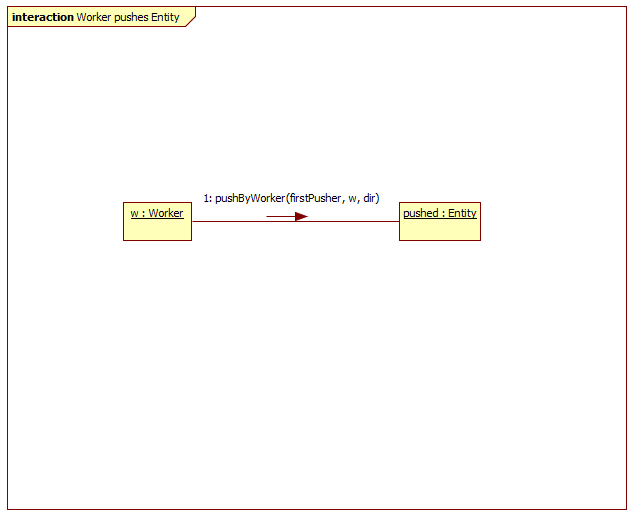 interaction Worker pushes Entity
1: pushByWorker(firstPusher, w, dir)
w : Worker
pushed : Entity